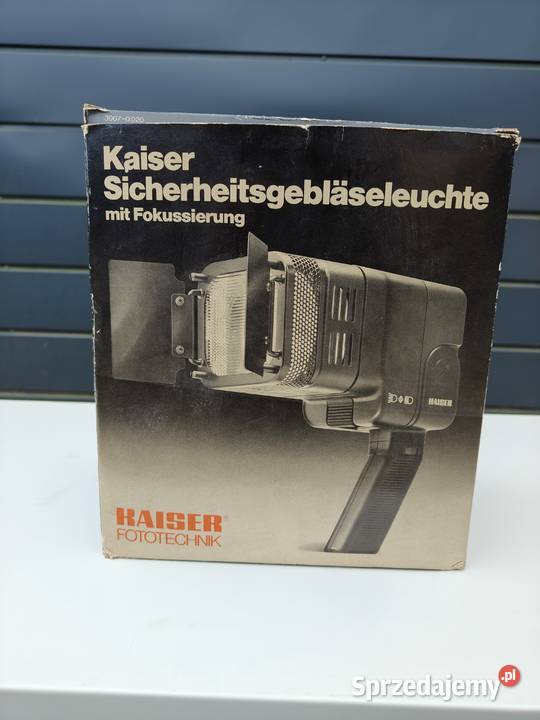 3007-0,020
Kaiser
Sicherheitsgebläseleuchte
mit Fokussierung
KAISER
KAISER®
FOTOTECHNIK
Sprzedajemy.pl